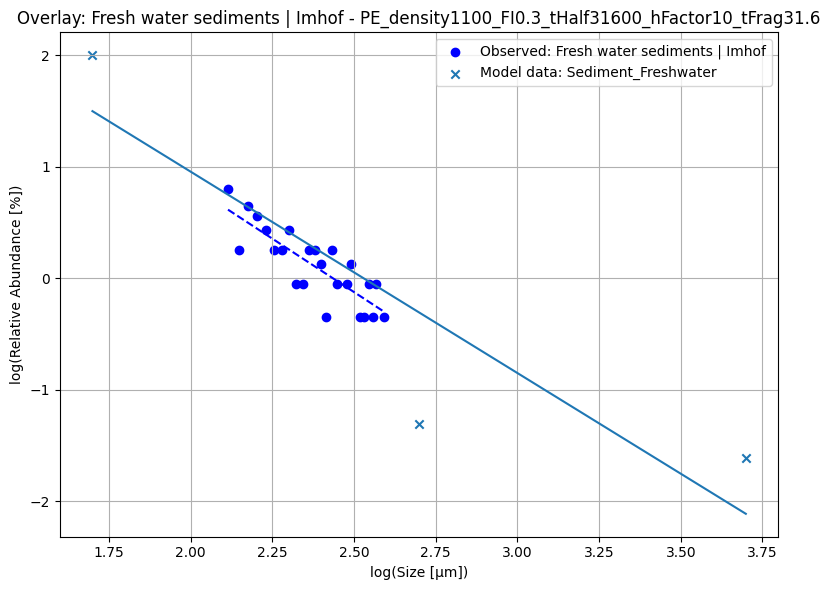 Overlay: Fresh water sediments | Imhof - PE_density1100_FI0.3_tHalf31600_hFactor10_tFrag31.6
Observed: Fresh water sediments | Imhof
Model data: Sediment_Freshwater
log(Relative Abundance [%])
2
1
0
−1
−2
1.75
2.00
2.25
2.50
2.75
3.00
3.25
3.50
3.75
log(Size [µm])